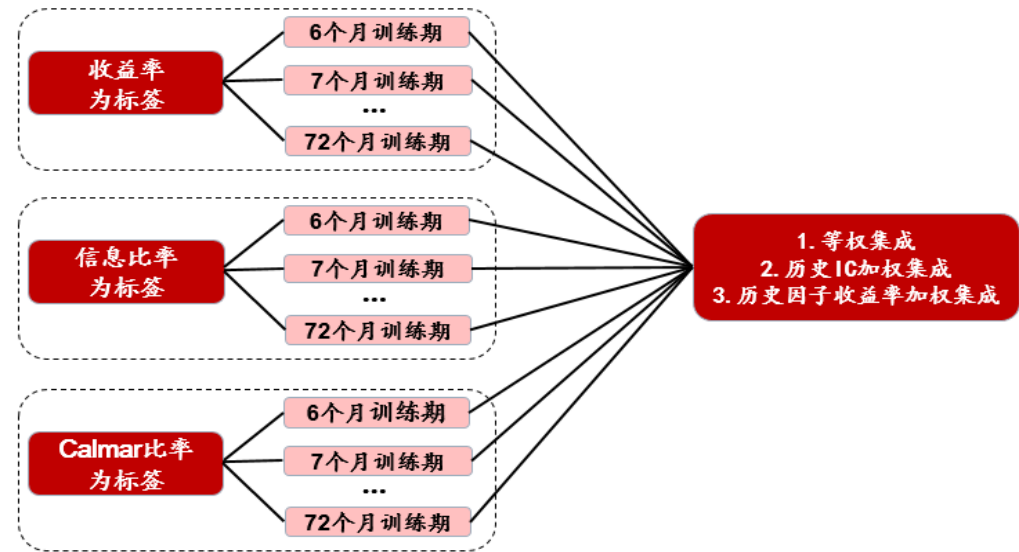 收益率
为标签
6个月训练期
7个月训练期
...
72个月训练期
信息比率
为标签
6个月训练期
7个月训练期
...
72个月训练期
Calmar比率
为标签
6个月训练期
7个月训练期
...
72个月训练期
1. 等权集成
2. 历史IC加权集成
3. 历史因子收益率加权集成